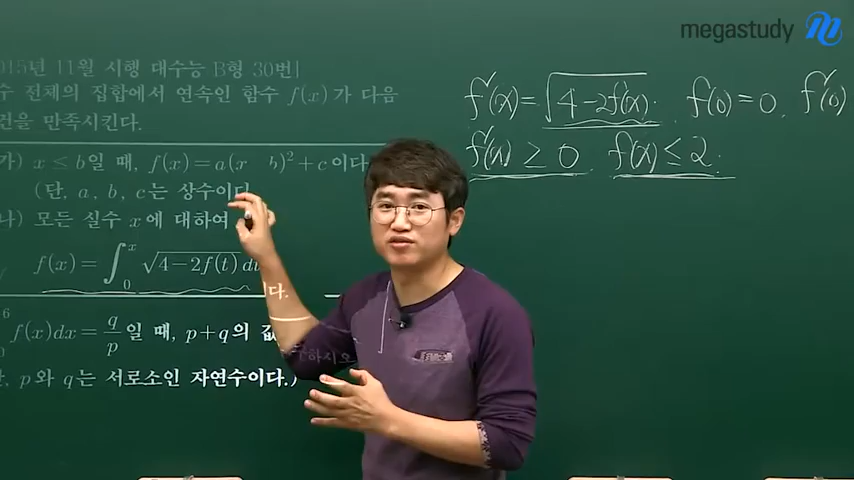 megastudy
015년 11월 시행 대수능 B형 30번|
수 전체의 집합에서 연속인 함수 f(x)가 다음
건을 만족시킨다.
가) x ≤ b일 때, f(x)=a(x b)²+c이다
(단, a, b, c는 상수이다
나) 모든 실수 x에 대하여
f(x)=∫₀ˣ √4−2f(t) dt
다.
⁶ f(x)dx = q/p 일 때, p+q의 값
구하시오
p와 q는 서로소인 자연수이다.)
f'(x)=√4−2f(x). f(0)=0. f'(0)
f'(x) ≥ 0 f(x) ≤ 2.